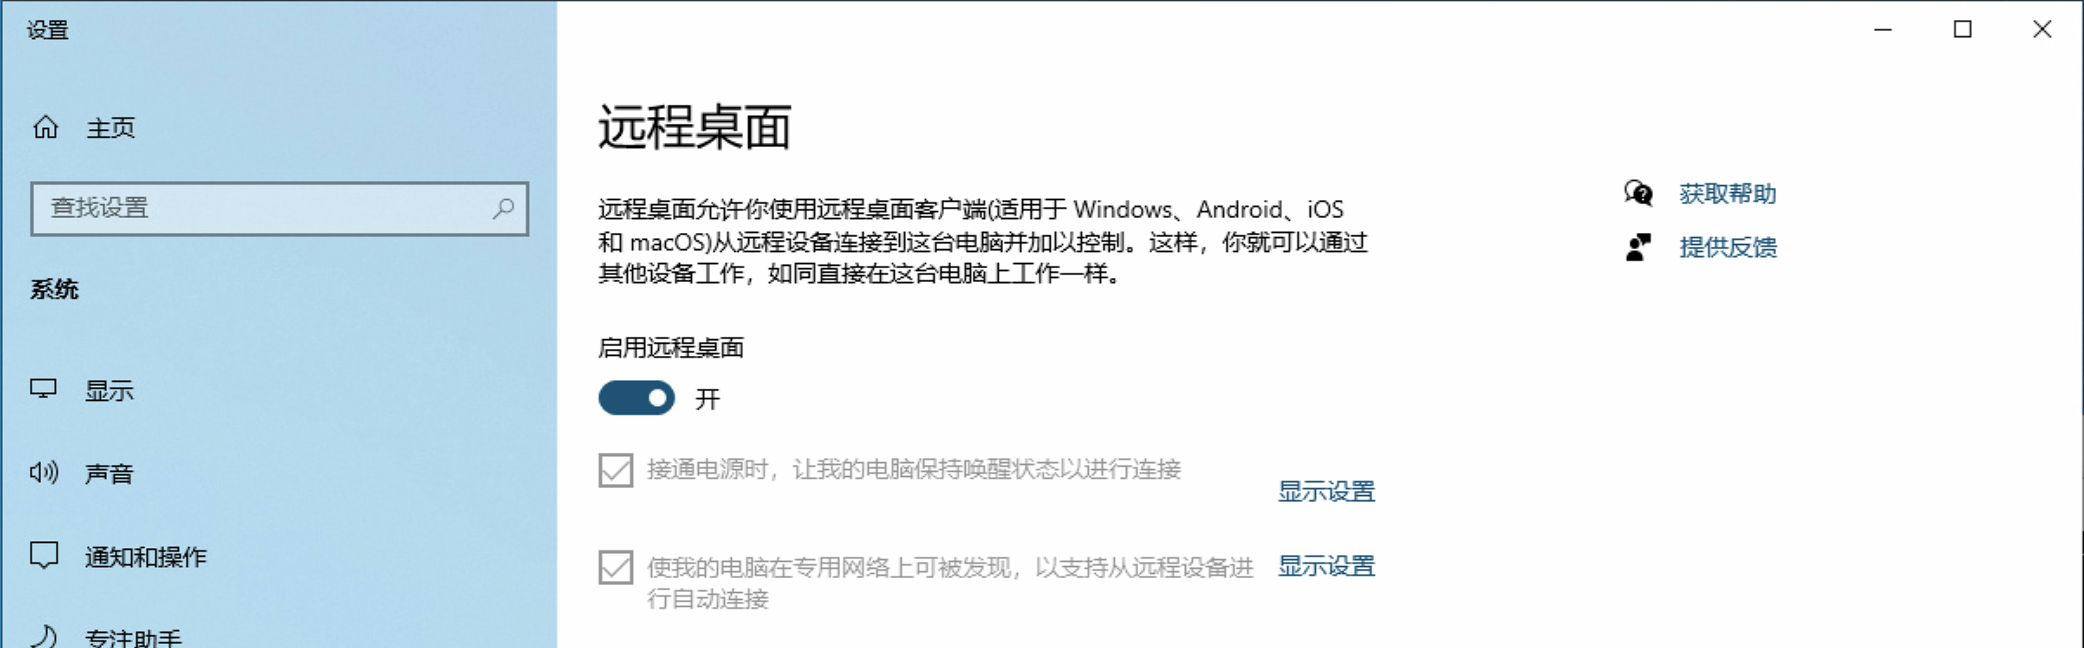 设置
主页
查找设置
系统
显示
声音
通知和操作
专注助手
远程桌面
远程桌面允许你使用远程桌面客户端(适用于 Windows、Android、iOS
和 macOS)从远程设备连接到这台电脑并加以控制。这样，你就可以通过
其他设备工作，如同直接在这台电脑上工作一样。
启用远程桌面
开
接通电源时，让我的电脑保持唤醒状态以进行连接
显示设置
使我的电脑在专用网络上可被发现，以支持从远程设备进
行自动连接
显示设置
获取帮助
提供反馈